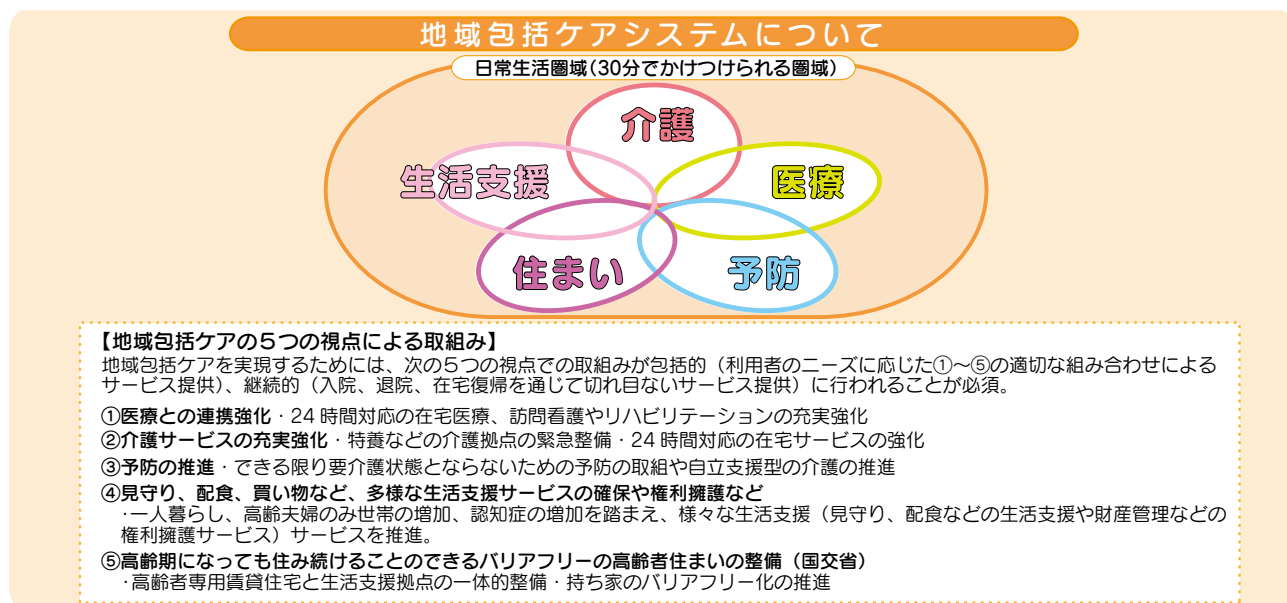 地域包括ケアシステムについて
日常生活圏域(30分でかけつけられる圏域)
介護
生活支援
医療
住まい
予防
【地域包括ケアの5つの視点による取組み】
地域包括ケアを実現するためには、次の5つの視点での取組みが包括的（利用者のニーズに応じた①〜⑤の適切な組み合わせによる
サービス提供）、継続的（入院、退院、在宅復帰を通じて切れ目ないサービス提供）に行われることが必須。
①医療との連携強化・24時間対応の在宅医療、訪問看護やリハビリテーションの充実強化
②介護サービスの充実強化・特養などの介護拠点の緊急整備・24時間対応の在宅サービスの強化
③予防の推進・できる限り要介護状態とならないための予防の取組や自立支援型の介護の推進
④見守り、配食、買い物など、多様な生活支援サービスの確保や権利擁護など
・一人暮らし、高齢夫婦のみ世帯の増加、認知症の増加を踏まえ、様々な生活支援（見守り、配食などの生活支援や財産管理などの
権利擁護サービス）サービスを推進。
⑤高齢期になっても住み続けることのできるバリアフリーの高齢者住まいの整備（国交省）
・高齢者専用賃貸住宅と生活支援拠点の一体的整備・持ち家のバリアフリー化の推進